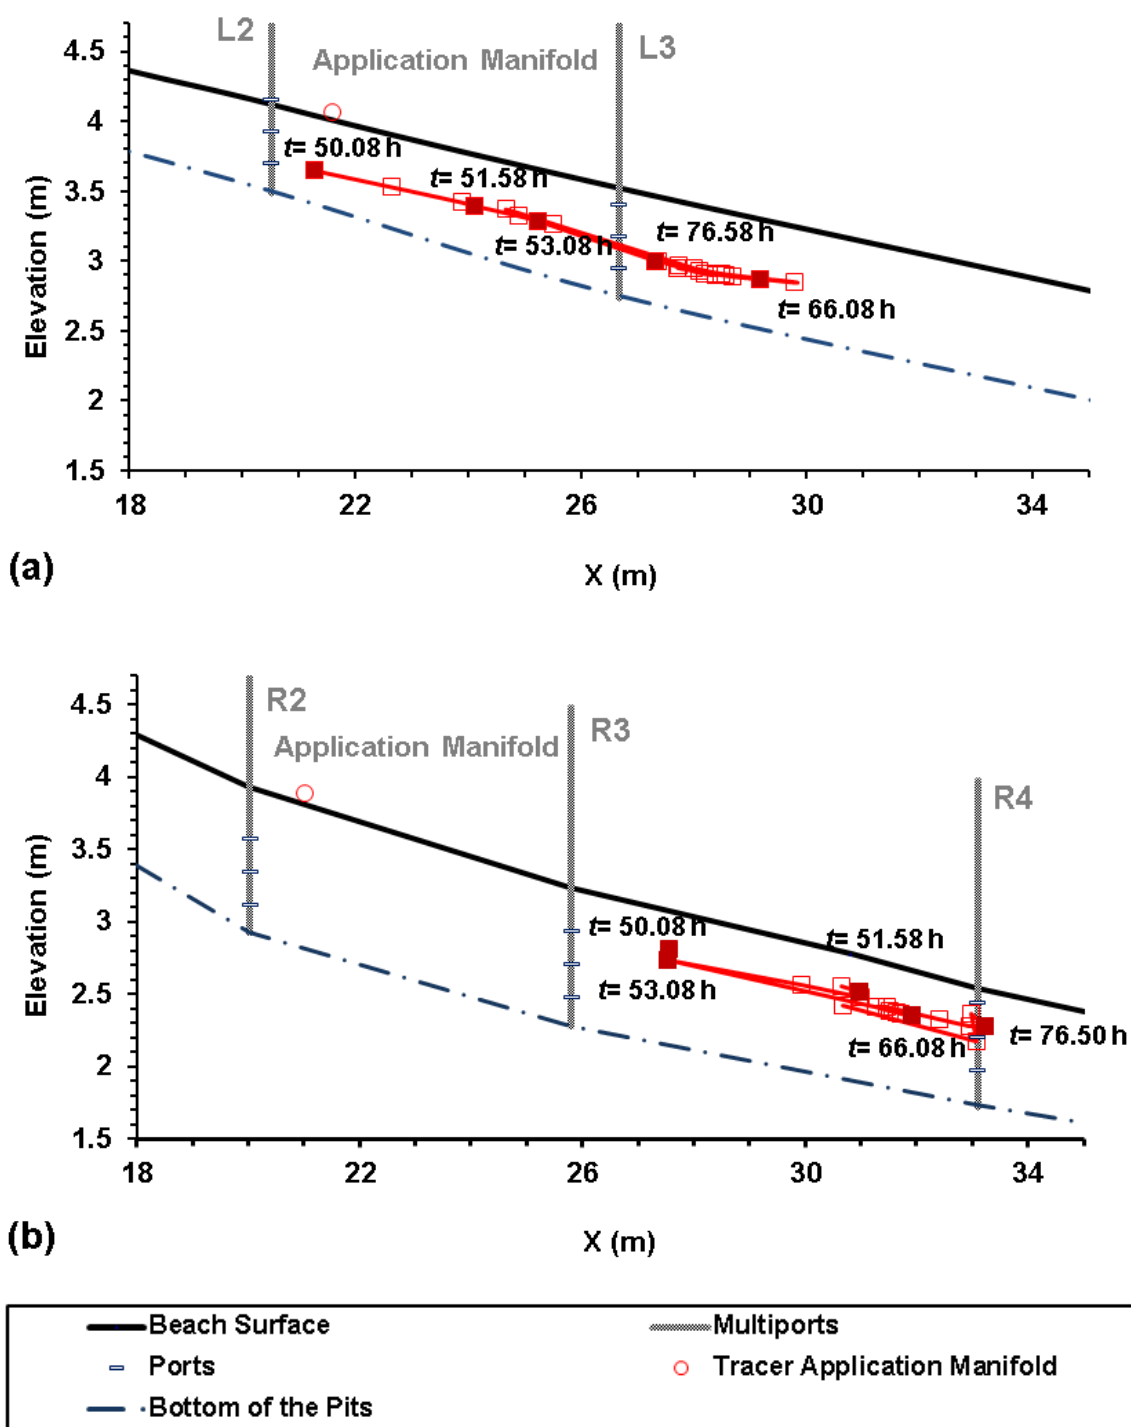 L2
Application Manifold
L3
4.5
4
3.5
3
2.5
2
1.5
Elevation (m)
t= 50.08 h
t= 51.58 h
t= 53.08 h
t= 76.58 h
t= 66.08 h
18
22
26
30
34
(a)
X (m)
R2
Application Manifold
R3
R4
4.5
4
3.5
3
2.5
2
1.5
Elevation (m)
t= 50.08 h
t= 51.58 h
t= 53.08 h
t= 66.08 h
t= 76.50 h
18
22
26
30
34
(b)
X (m)
Beach Surface
Multiports
Ports
Tracer Application Manifold
Bottom of the Pits